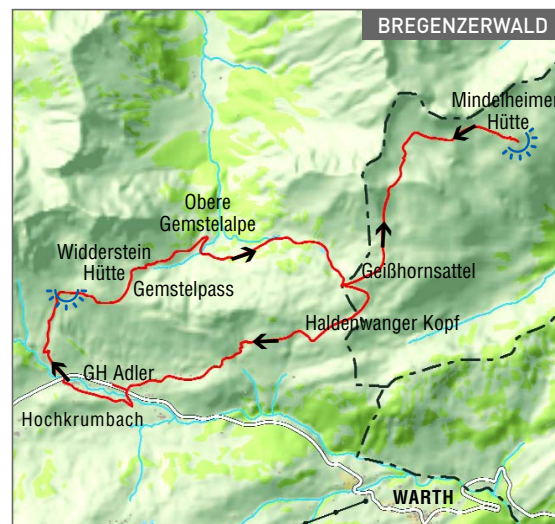 BREGENZERWALD
Mindelheimer
Hütte
Obere
Gemstelalpe
Widderstein
Hütte
Gemstelpass
Geißhornsattel
Haldenwanger Kopf
GH Adler
Hochkrumbach
WARTH